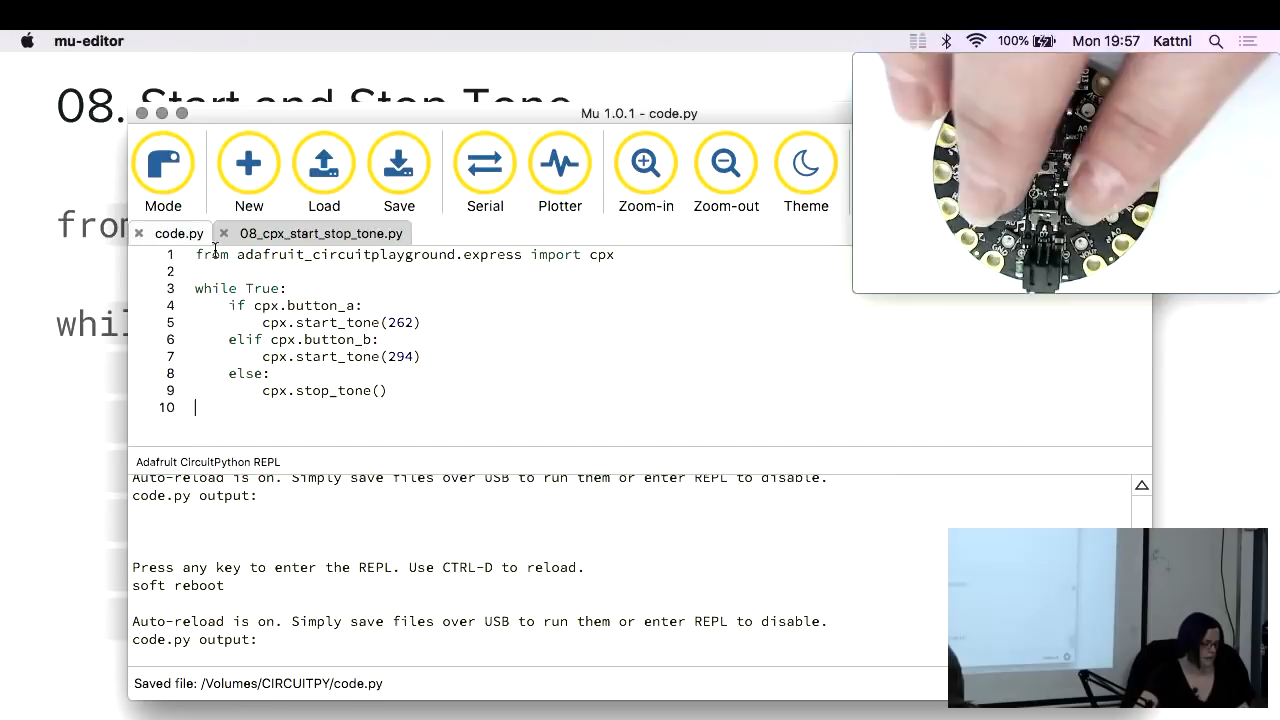 mu-editor
100%
Mon 19:57
Kattni
08. Start and Stop Tone
Mu 1.0.1 - code.py
Mode
New
Load
Save
Serial
Plotter
Zoom-in
Zoom-out
Theme
from
code.py
08_cpx_start_stop_tone.py
1 from adafruit_circuitplayground.express import cpx
2
3 while True:
4 if cpx.button_a:
5 cpx.start_tone(262)
6 elif cpx.button_b:
7 cpx.start_tone(294)
8 else:
9 cpx.stop_tone()
10
whil
Adafruit CircuitPython REPL
Auto-reload is on. Simply save files over USB to run them or enter REPL to disable.
code.py output:
Press any key to enter the REPL. Use CTRL-D to reload.
soft reboot
Auto-reload is on. Simply save files over USB to run them or enter REPL to disable.
code.py output:
Saved file: /Volumes/CIRCUITPY/code.py